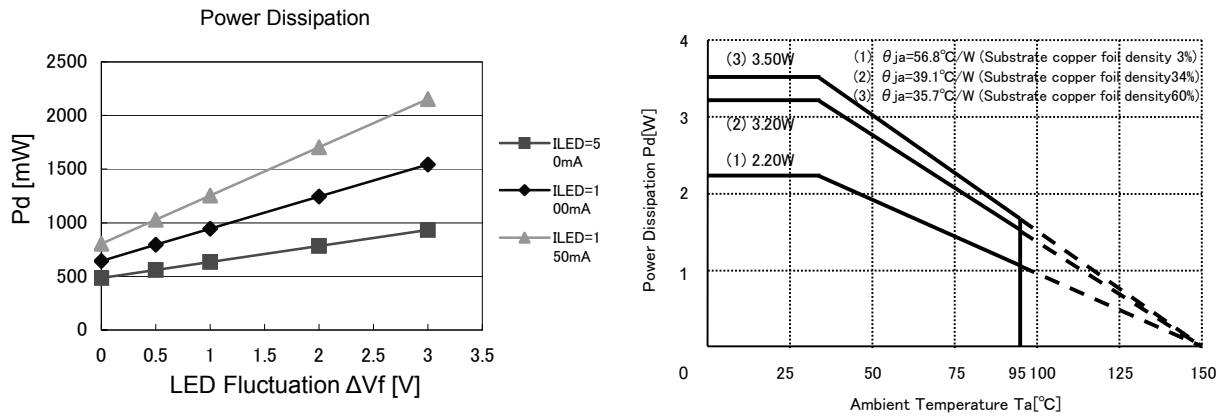 Power Dissipation
Pd [mW]
2500
2000
1500
1000
500
0
0 0.5 1 2 3 3.5
LED Fluctuation ΔVf [V]
ILED=5
0mA
ILED=1
00mA
ILED=1
50mA
Power Dissipation Pd[W]
4
3
2
1
(3) 3.50W
(2) 3.20W
(1) 2.20W
(1) θja=56.8℃/W (Substrate copper foil density 3%)
(2) θja=39.1℃/W (Substrate copper foil density34%)
(3) θja=35.7℃/W (Substrate copper foil density60%)
0 25 50 75 95 100 125 150
Ambient Temperature Ta[℃]